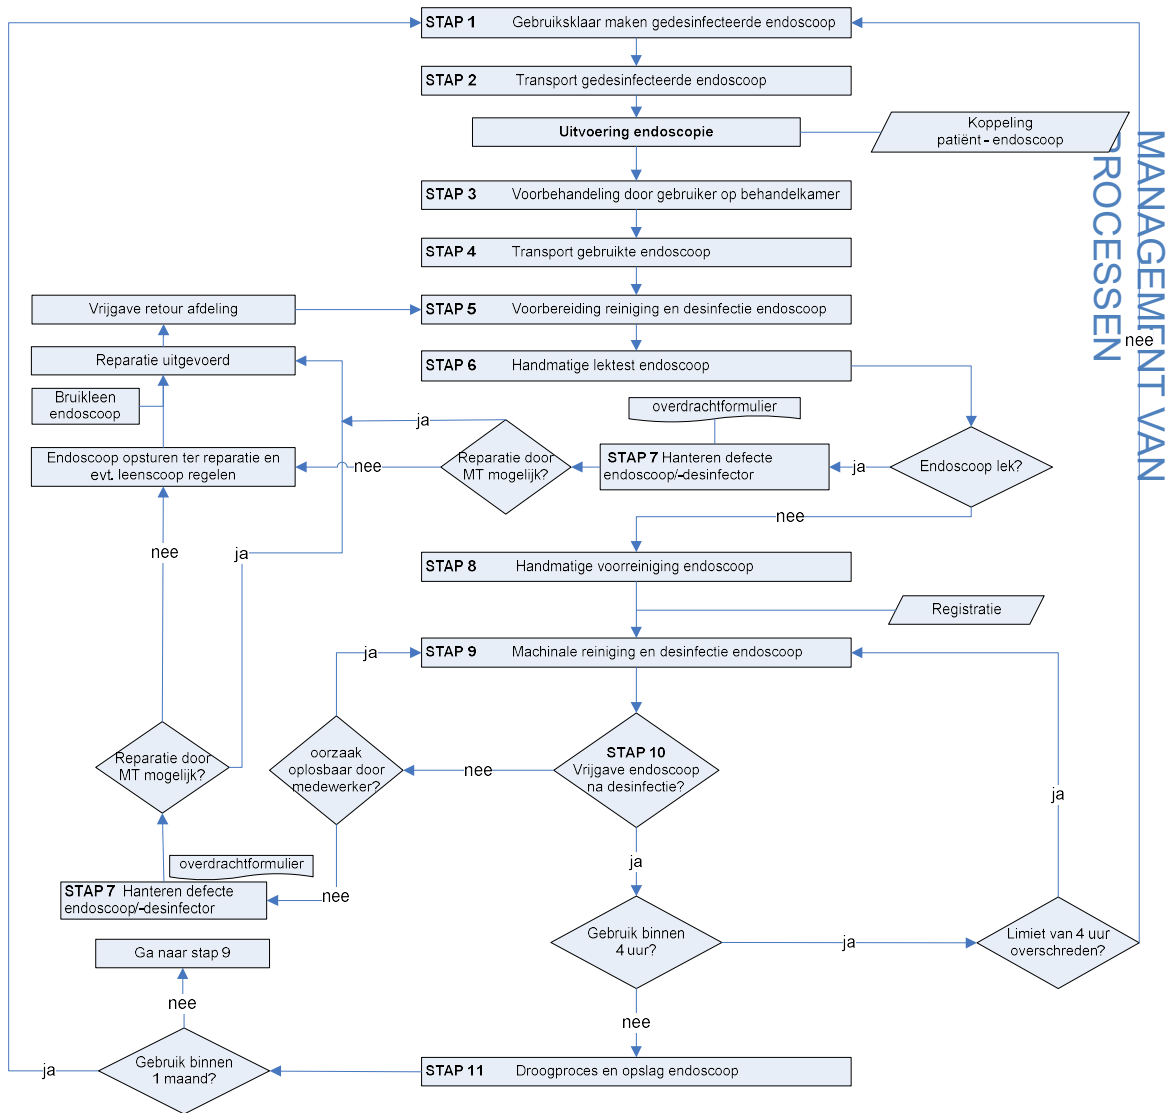 STAP 1 Gebruiksklaar maken gedesinfecteerde endoscoop
STAP 2 Transport gedesinfecteerde endoscoop
Uitvoering endoscopie
Koppeling
patiënt - endoscoop
MANAGEMENT VAN
PROCESSEN
STAP 3 Voorbehandeling door gebruiker op behandelkamer
STAP 4 Transport gebruikte endoscoop
Vrijgave retour afdeling
STAP 5 Voorbereiding reiniging en desinfectie endoscoop
nee
Reparatie uitgevoerd
STAP 6 Handmatige lektest endoscoop
Bruikleen
endoscoop
ja
overdrachtformulier
Endoscoop opsturen ter reparatie en
evt. leenscoop regelen
nee
Reparatie door
MT mogelijk?
STAP 7 Hanteren defecte
endoscoop/-desinfector
ja
Endoscoop lek?
nee
nee
ja
STAP 8 Handmatige voorreiniging endoscoop
Registratie
ja
STAP 9 Machinale reiniging en desinfectie endoscoop
Reparatie door
MT mogelijk?
oorzaak
oplosbaar door
medewerker?
nee
STAP 10
Vrijgave endoscoop
na desinfectie?
ja
ja
overdrachtformulier
STAP 7 Hanteren defecte
endoscoop/-desinfector
nee
Gebruik binnen
4 uur?
ja
Limiet van 4 uur
overschreden?
Ga naar stap 9
nee
nee
ja
Gebruik binnen
1 maand?
STAP 11 Droogproces en opslag endoscoop